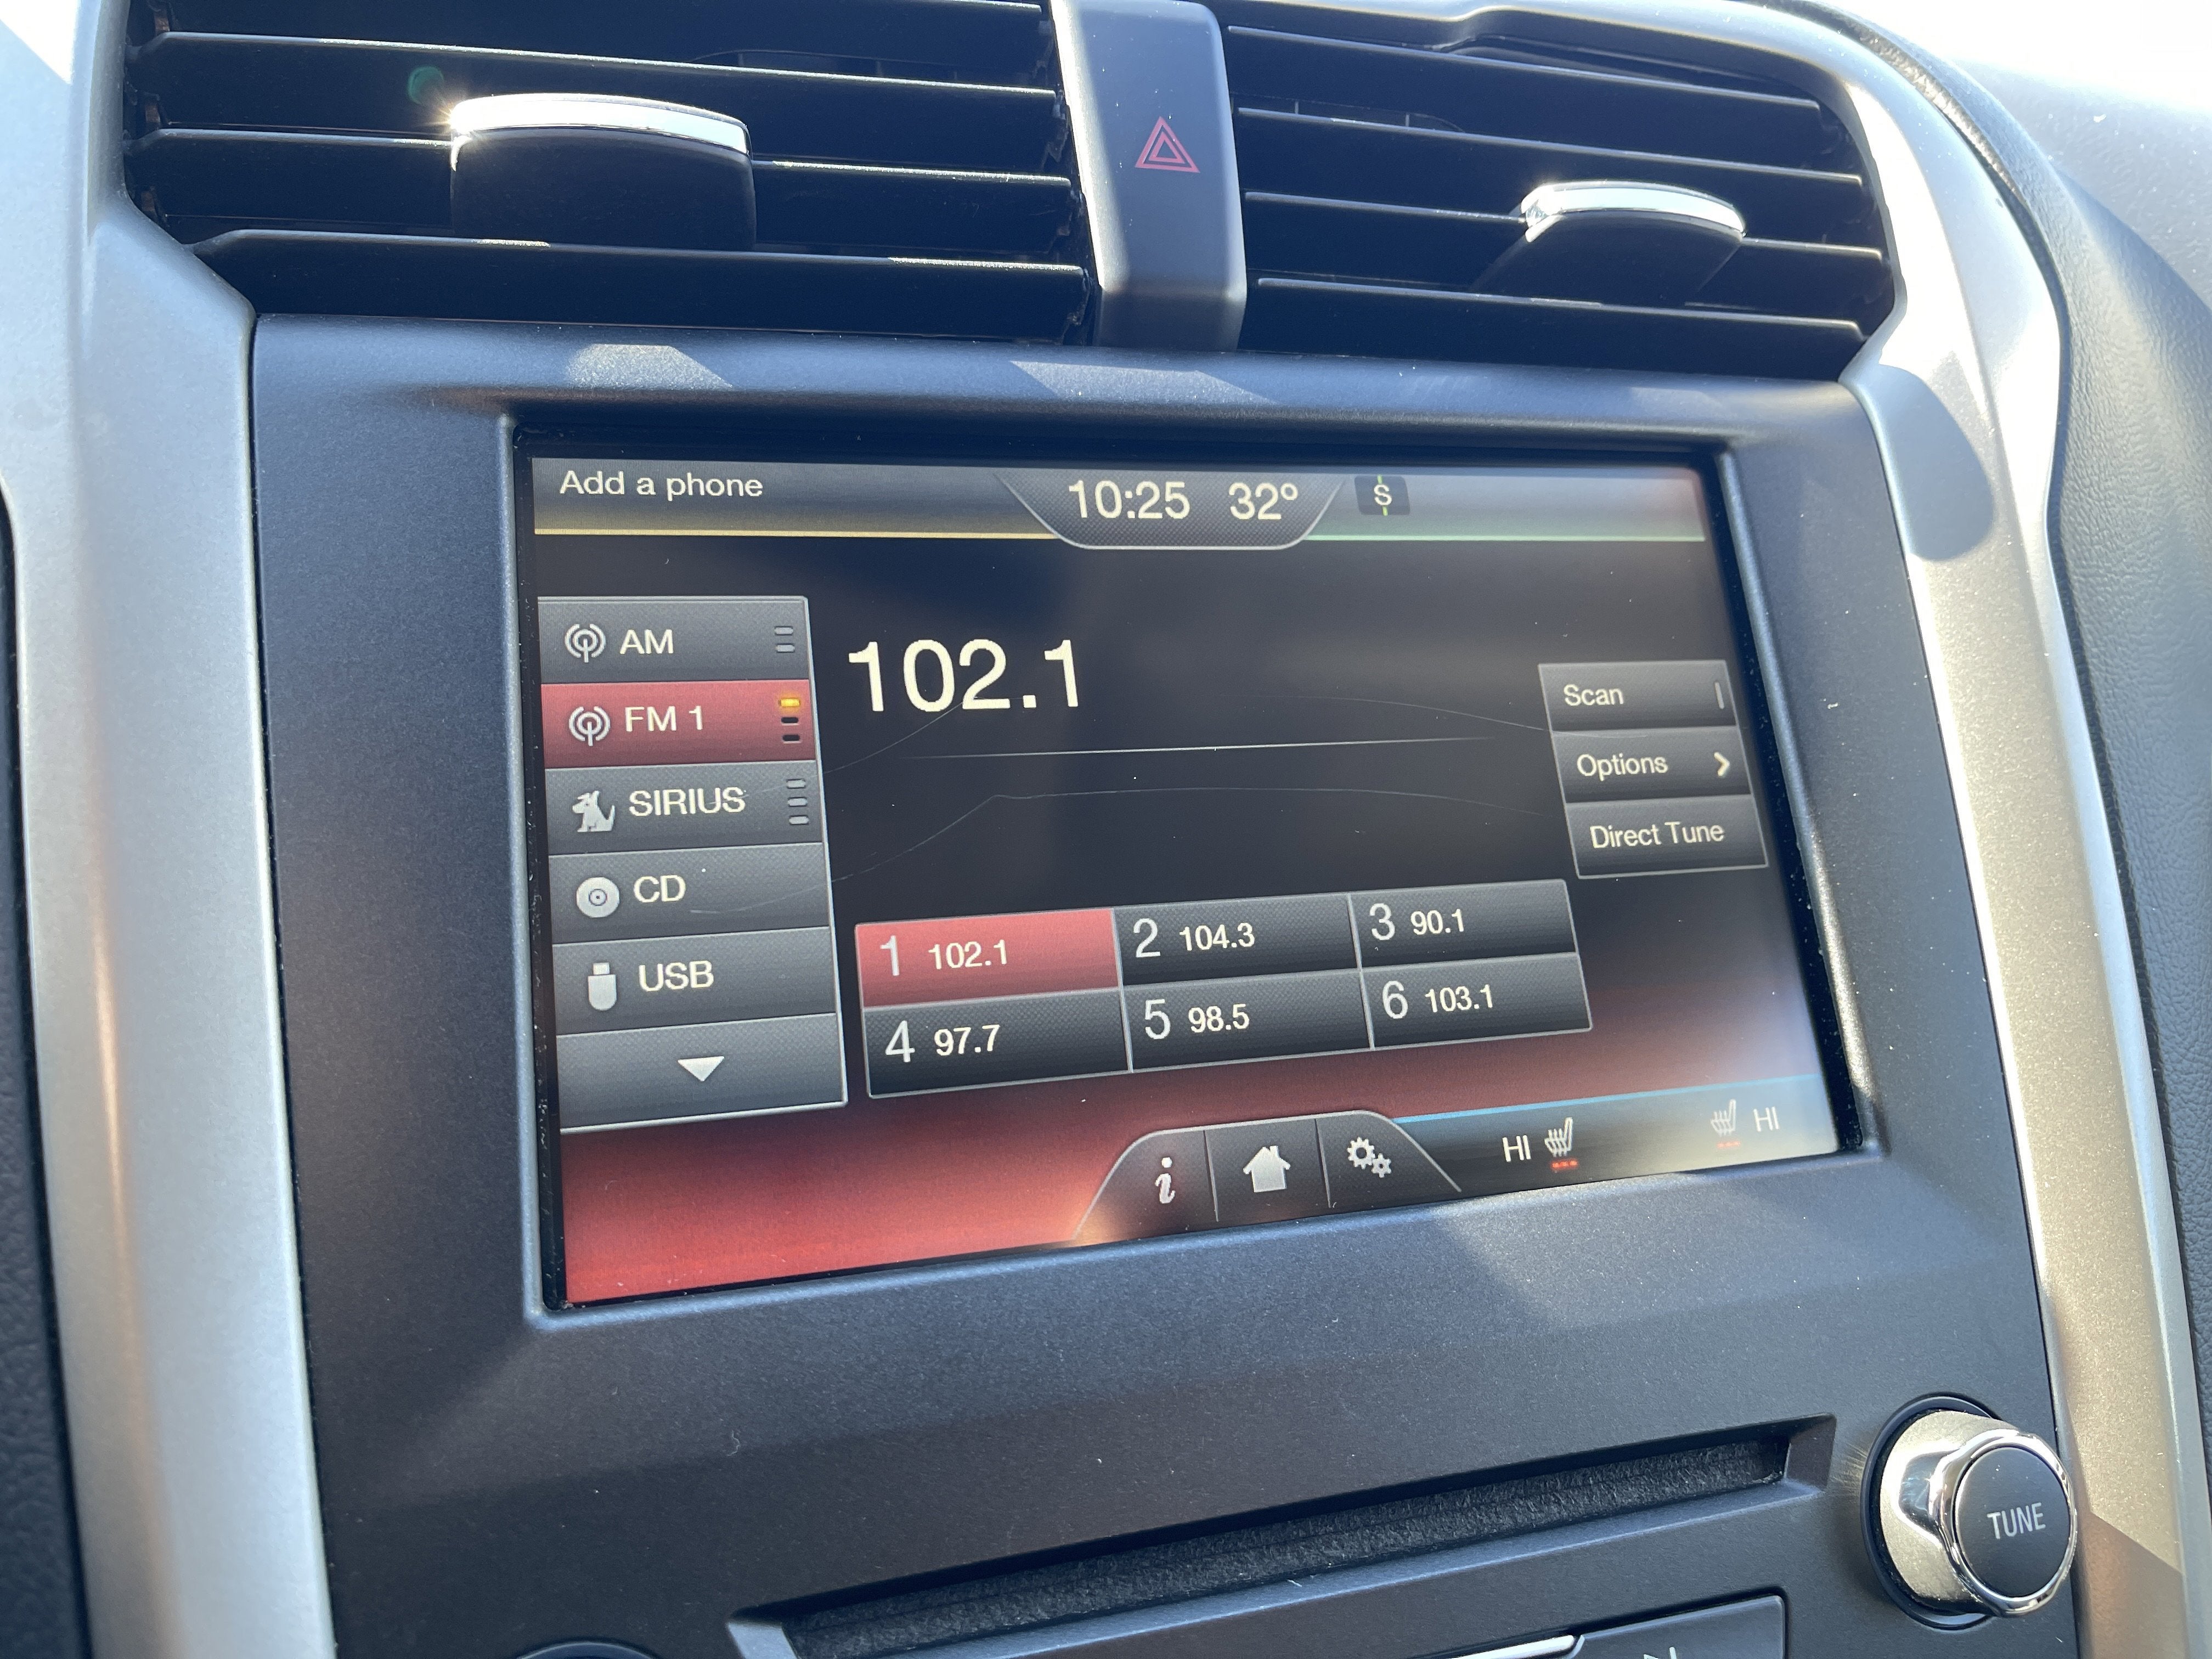 Add a phone
10:25 32° S
AM
FM 1
SIRIUS
CD
USB
102.1
Scan
Options
Direct Tune
1 102.1 2 104.3 3 90.1
4 97.7 5 98.5 6 103.1
i
HI HI
TUNE